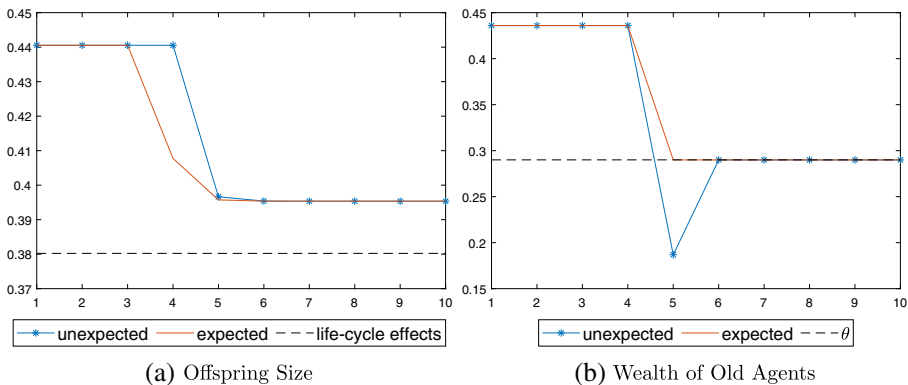 0.45
0.44
0.43
0.42
0.41
0.4
0.39
0.38
0.37
1 2 3 4 5 6 7 8 9 10
unexpected expected life-cycle effects
(a) Offspring Size
0.45
0.4
0.35
0.3
0.25
0.2
0.15
1 2 3 4 5 6 7 8 9 10
unexpected expected θ
(b) Wealth of Old Agents